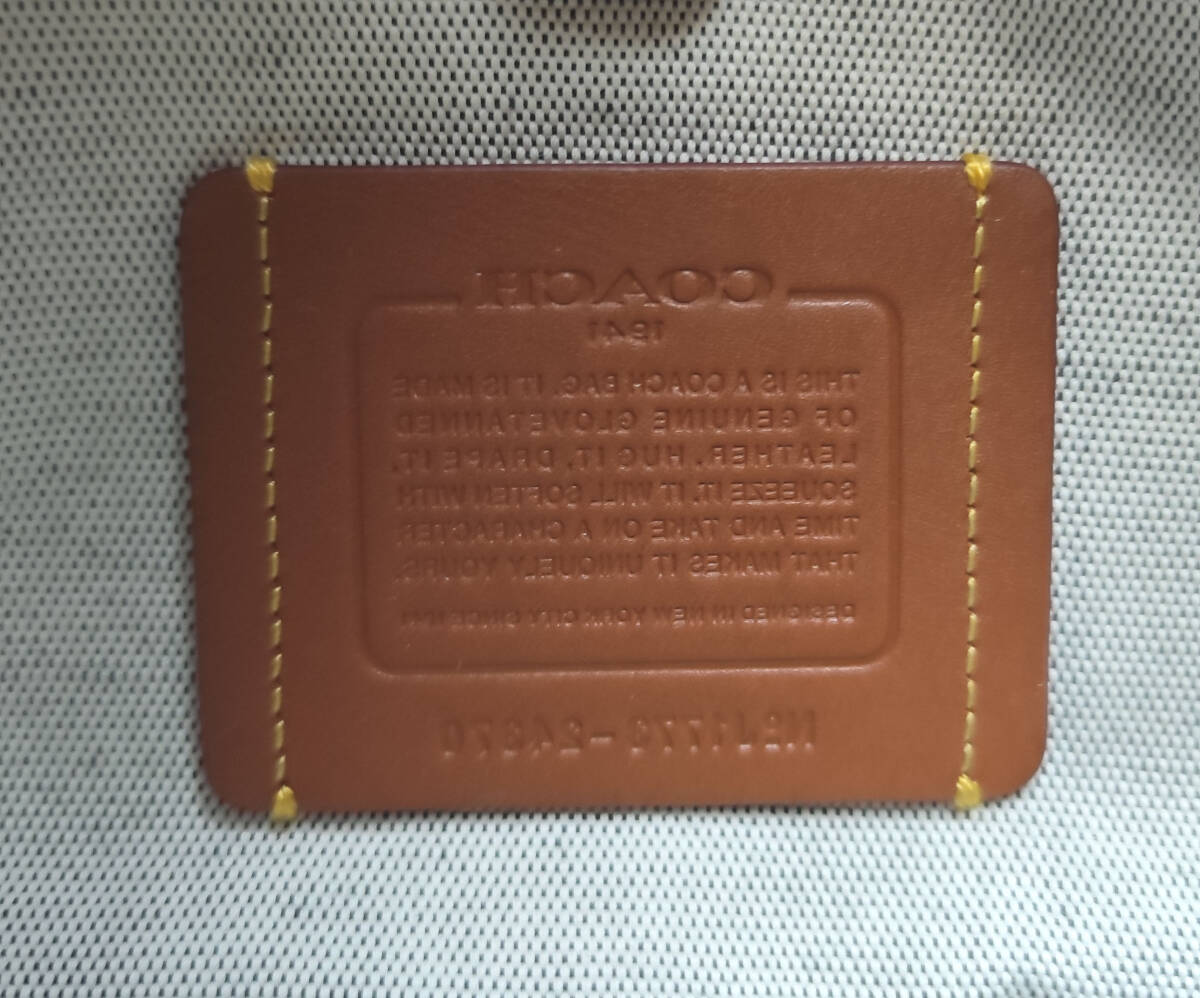 COACH
1941
THIS IS A COACH BAG. IT IS MADE
OF GENUINE GLOVETANNED
LEATHER. HUG IT, DRAPE IT,
SQUEEZE IT. IT WILL SOFTEN WITH
TIME AND TAKE ON A CHARACTER
THAT MAKES IT UNIQUELY YOURS.
DESIGNED IN NEW YORK CITY SINCE 1941
N2J1773-24370